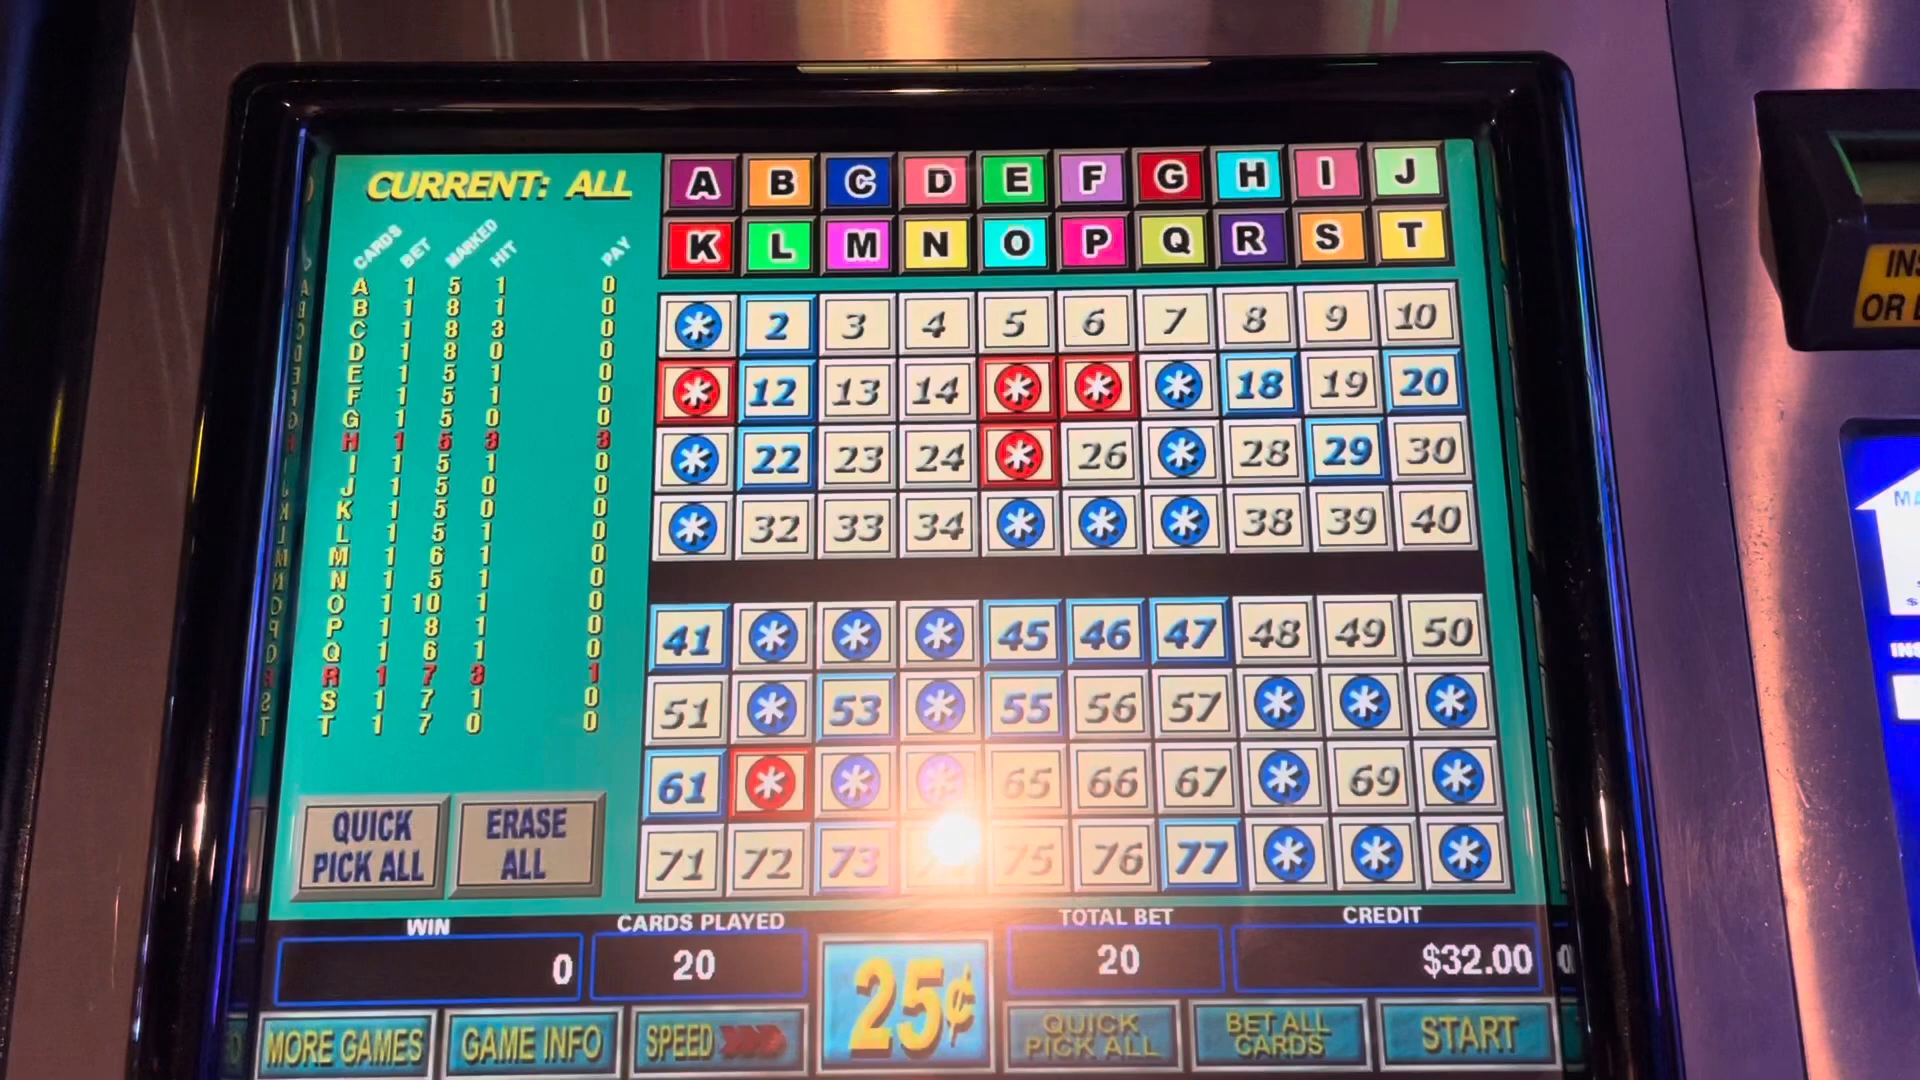 CURRENT: ALL
A B C D E F G H I J
K L M N O P Q R S T
CARDS BET MARKED HIT PAY
A 1 5 1 0
B 1 8 1 0
C 1 8 3 0
D 1 8 0 0
E 1 5 1 0
F 1 5 1 0
G 1 5 0 0
H 1 5 3 3
I 1 5 1 0
J 1 5 0 0
K 1 5 0 0
L 1 5 1 0
M 1 6 1 0
N 1 5 1 0
O 1 10 1 0
P 1 8 1 0
Q 1 6 1 0
R 1 7 3 1
S 1 7 1 0
T 1 7 0 0
2 3 4 5 6 7 8 9 10
12 13 14 18 19 20
22 23 24 26 28 29 30
32 33 34 38 39 40
41 45 46 47 48 49 50
51 53 55 56 57
61 65 66 67 69
71 72 73 75 76 77
QUICK PICK ALL
ERASE ALL
WIN CARDS PLAYED TOTAL BET CREDIT
0 20 25¢ 20 $32.00
MORE GAMES GAME INFO SPEED QUICK PICK ALL BET ALL CARDS START
OR